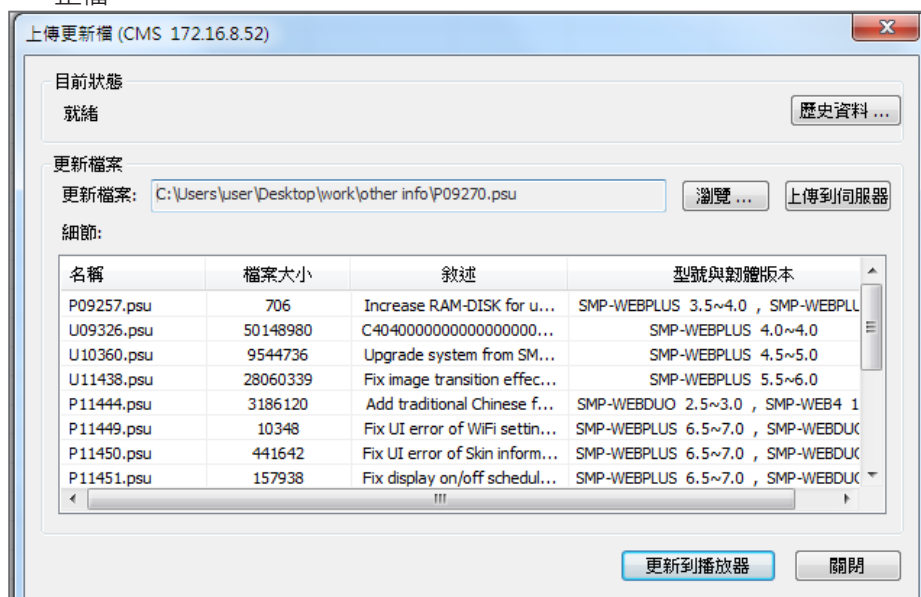 上傳更新檔 (CMS 172.16.8.52)
目前狀態
就緒
歷史資料 ...
更新檔案
更新檔案: C:\Users\user\Desktop\work\other info\P09270.psu 瀏覽 ... 上傳到伺服器
細節:
名稱 檔案大小 敘述 型號與韌體版本
P09257.psu 706 Increase RAM-DISK for u... SMP-WEBPLUS 3.5~4.0 , SMP-WEBPLU
U09326.psu 50148980 C4040000000000000000... SMP-WEBPLUS 4.0~4.0
U10360.psu 9544736 Upgrade system from SM... SMP-WEBPLUS 4.5~5.0
U11438.psu 28060339 Fix image transition effec... SMP-WEBPLUS 5.5~6.0
P11444.psu 3186120 Add traditional Chinese f... SMP-WEBDUO 2.5~3.0 , SMP-WEB4 1
P11449.psu 10348 Fix UI error of WiFi settin... SMP-WEBPLUS 6.5~7.0 , SMP-WEBDUO
P11450.psu 441642 Fix UI error of Skin inform... SMP-WEBPLUS 6.5~7.0 , SMP-WEBDUO
P11451.psu 157938 Fix display on/off schedul... SMP-WEBPLUS 6.5~7.0 , SMP-WEBDUO
更新到播放器 關閉